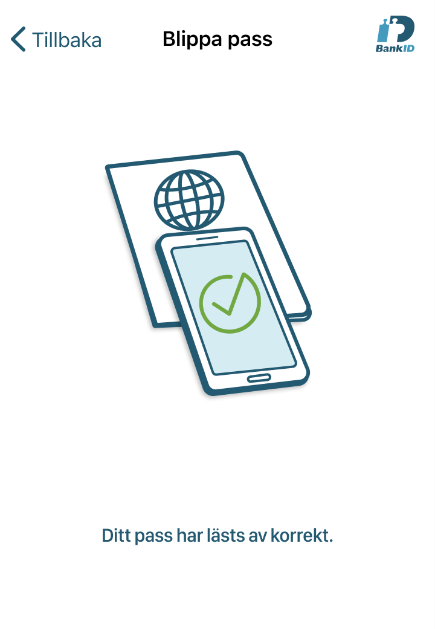 Tillbaka
Blippa pass
BankID
Ditt pass har lästs av korrekt.